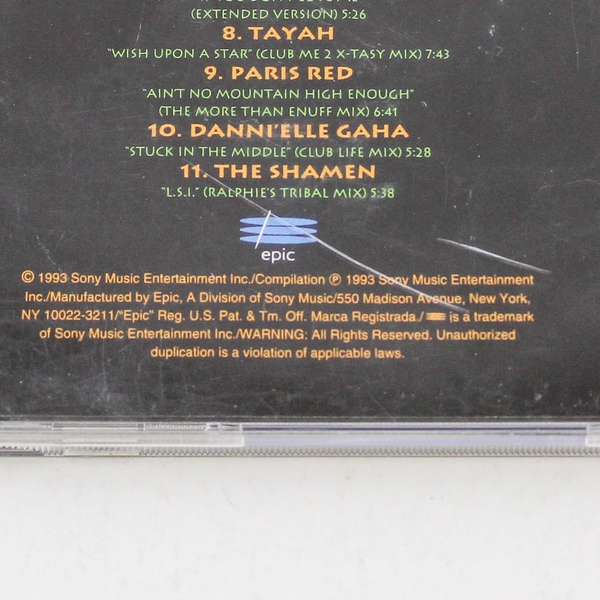 (EXTENDED VERSION) 5:26
8. TAYAH
"WISH UPON A STAR" (CLUB ME 2 X-TASY MIX) 7:43
9. PARIS RED
"AIN'T NO MOUNTAIN HIGH ENOUGH"
(THE MORE THAN ENUFF MIX) 6:41
10. DANNI'ELLE GAHA
"STUCK IN THE MIDDLE" (CLUB LIFE MIX) 5:28
11. THE SHAMEN
"L.S.I." (RALPHIE'S TRIBAL MIX) 5:38
epic
© 1993 Sony Music Entertainment Inc./Compilation ℗ 1993 Sony Music Entertainment
Inc./Manufactured by Epic, A Division of Sony Music/550 Madison Avenue, New York,
NY 10022-3211/"Epic" Reg. U.S. Pat. & Tm. Off. Marca Registrada./ is a trademark
of Sony Music Entertainment Inc./WARNING: All Rights Reserved. Unauthorized
duplication is a violation of applicable laws.